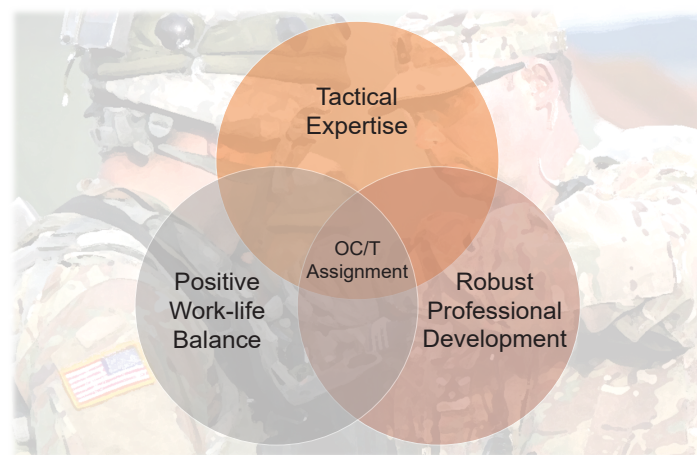 Tactical
Expertise
OC/T
Assignment
Positive
Work-life
Balance
Robust
Professional
Development